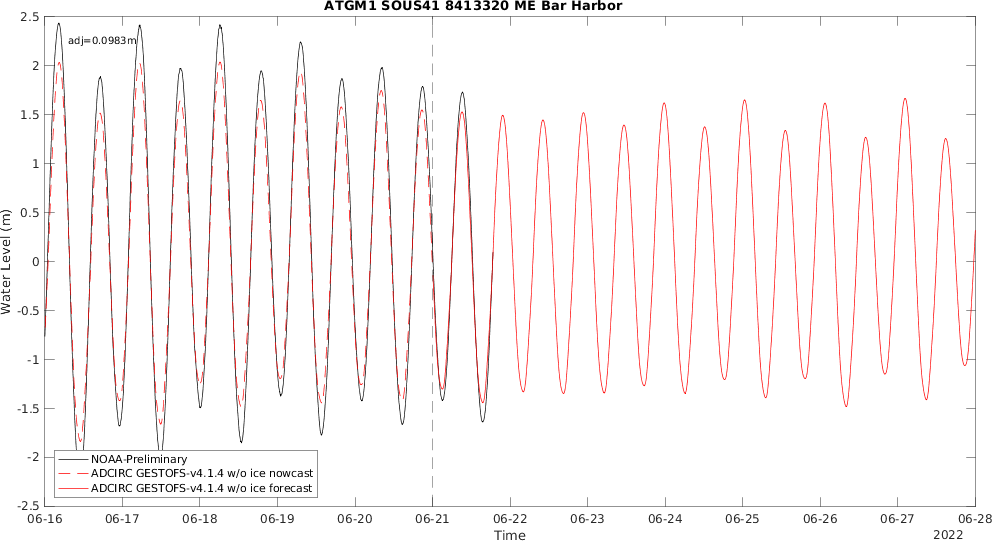 ATGM1 SOUS41 8413320 ME Bar Harbor
adj=0.0983m
2.5
2
1.5
1
0.5
0
-0.5
-1
-1.5
-2
-2.5
Water Level (m)
NOAA-Preliminary
ADCIRC GESTOFS-v4.1.4 w/o ice nowcast
ADCIRC GESTOFS-v4.1.4 w/o ice forecast
06-16 06-17 06-18 06-19 06-20 06-21 06-22 06-23 06-24 06-25 06-26 06-27 06-28
Time
2022